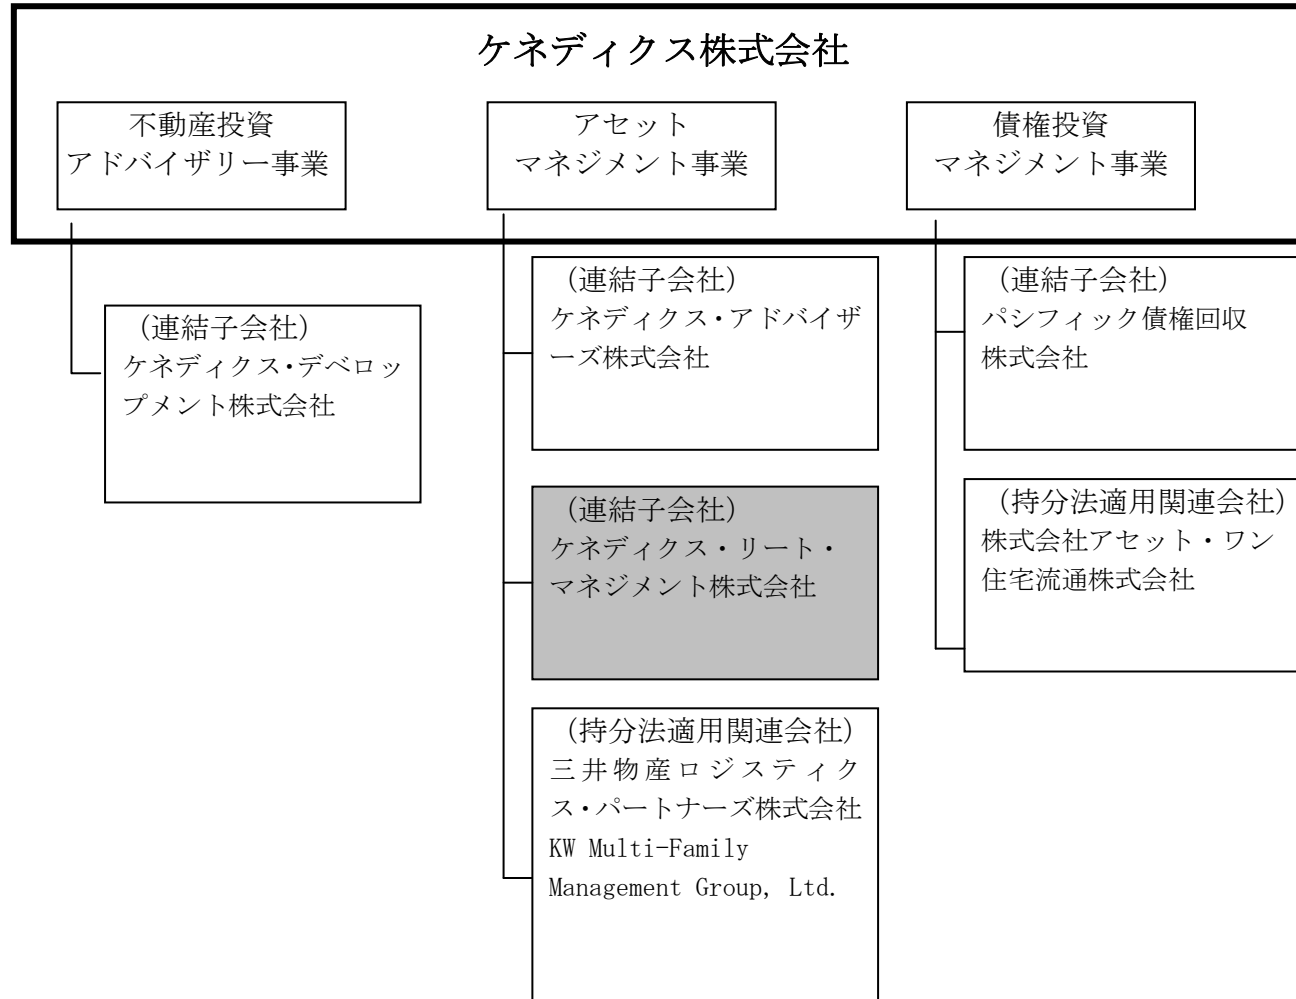 ケネディクス株式会社
不動産投資
アドバイザリー事業
アセット
マネジメント事業
債権投資
マネジメント事業
（連結子会社）
ケネディクス・デベロッ
プメント株式会社
（連結子会社）
ケネディクス・アドバイザ
ーズ株式会社
（連結子会社）
ケネディクス・リート・
マネジメント株式会社
（持分法適用関連会社）
三井物産ロジスティク
ス・パートナーズ株式会社
KW Multi-Family
Management Group, Ltd.
（連結子会社）
パシフィック債権回収
株式会社
（持分法適用関連会社）
株式会社アセット・ワン
住宅流通株式会社